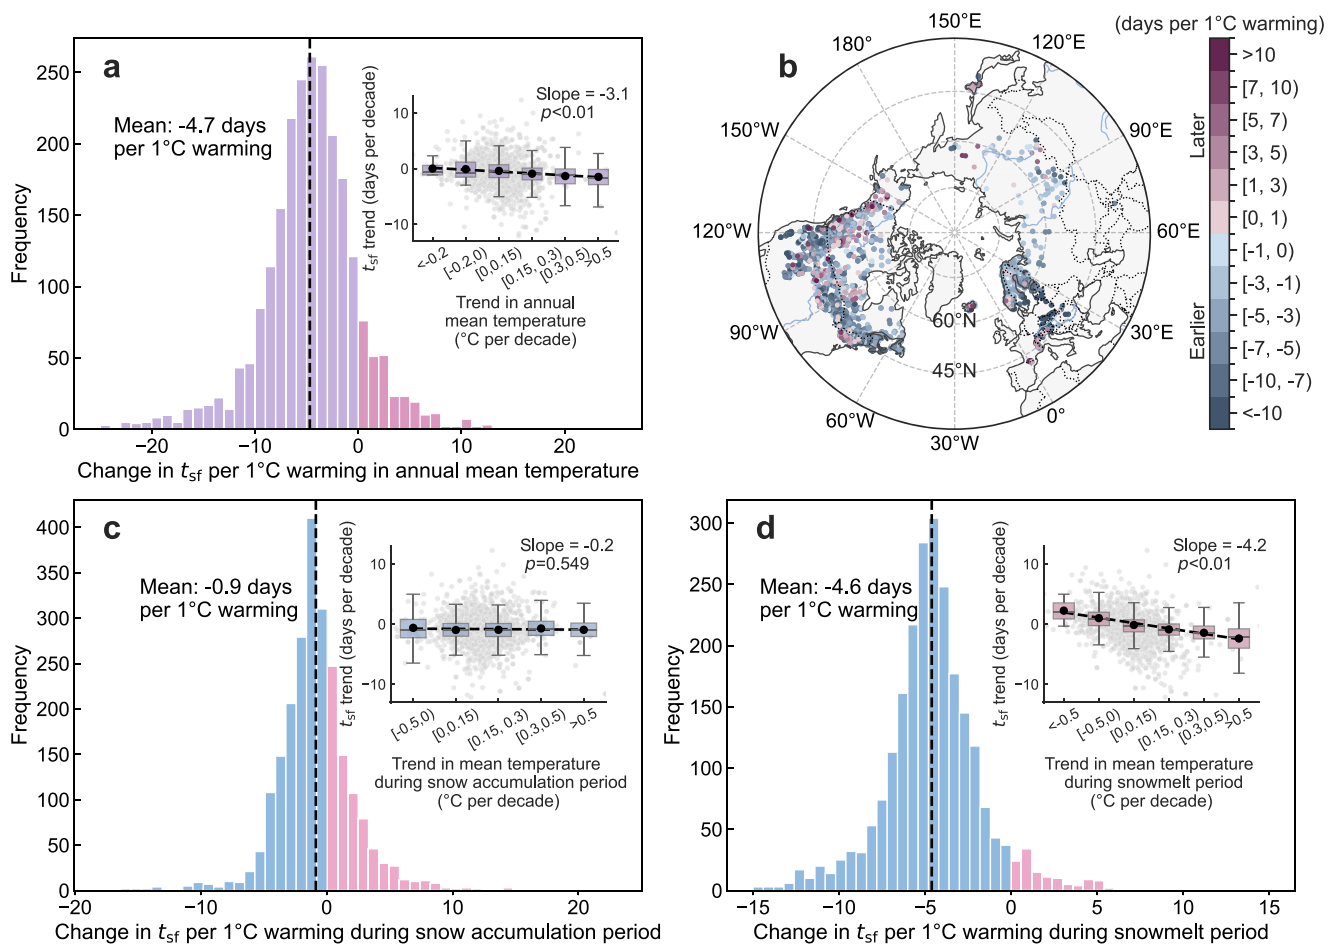 a
Mean: -4.7 days
per 1°C warming
Frequency
250
200
150
100
50
0
−20
−10
0
10
20
Change in tsf per 1°C warming in annual mean temperature
tsf trend (days per decade)
10
0
−10
Slope = -3.1
p<0.01
<-0.2
[-0.2,0)
[0,0.15)
[0.15, 0.3)
[0.3,0.5)
>0.5
Trend in annual
mean temperature
(°C per decade)
b
150°E
120°E
90°E
60°E
30°E
0°
30°W
60°W
90°W
120°W
150°W
180°
60°N
45°N
(days per 1°C warming)
Later
Earlier
>10
[7, 10)
[5, 7)
[3, 5)
[1, 3)
[0, 1)
[-1, 0)
[-3, -1)
[-5, -3)
[-7, -5)
[-10, -7)
<-10
c
Mean: -0.9 days
per 1°C warming
Frequency
400
350
300
250
200
150
100
50
0
−20
−10
0
10
20
Change in tsf per 1°C warming during snow accumulation period
tsf trend (days per decade)
10
0
−10
Slope = -0.2
p=0.549
[-0.5,0)
[0,0.15)
[0.15, 0.3)
[0.3,0.5)
>0.5
Trend in mean temperature
during snow accumulation period
(°C per decade)
d
Mean: -4.6 days
per 1°C warming
Frequency
300
250
200
150
100
50
0
−15
−10
−5
0
5
10
15
Change in tsf per 1°C warming during snowmelt period
tsf trend (days per decade)
10
0
−10
Slope = -4.2
p<0.01
<-0.5
[-0.5,0)
[0,0.15)
[0.15, 0.3)
[0.3,0.5)
>0.5
Trend in mean temperature
during snowmelt period
(°C per decade)